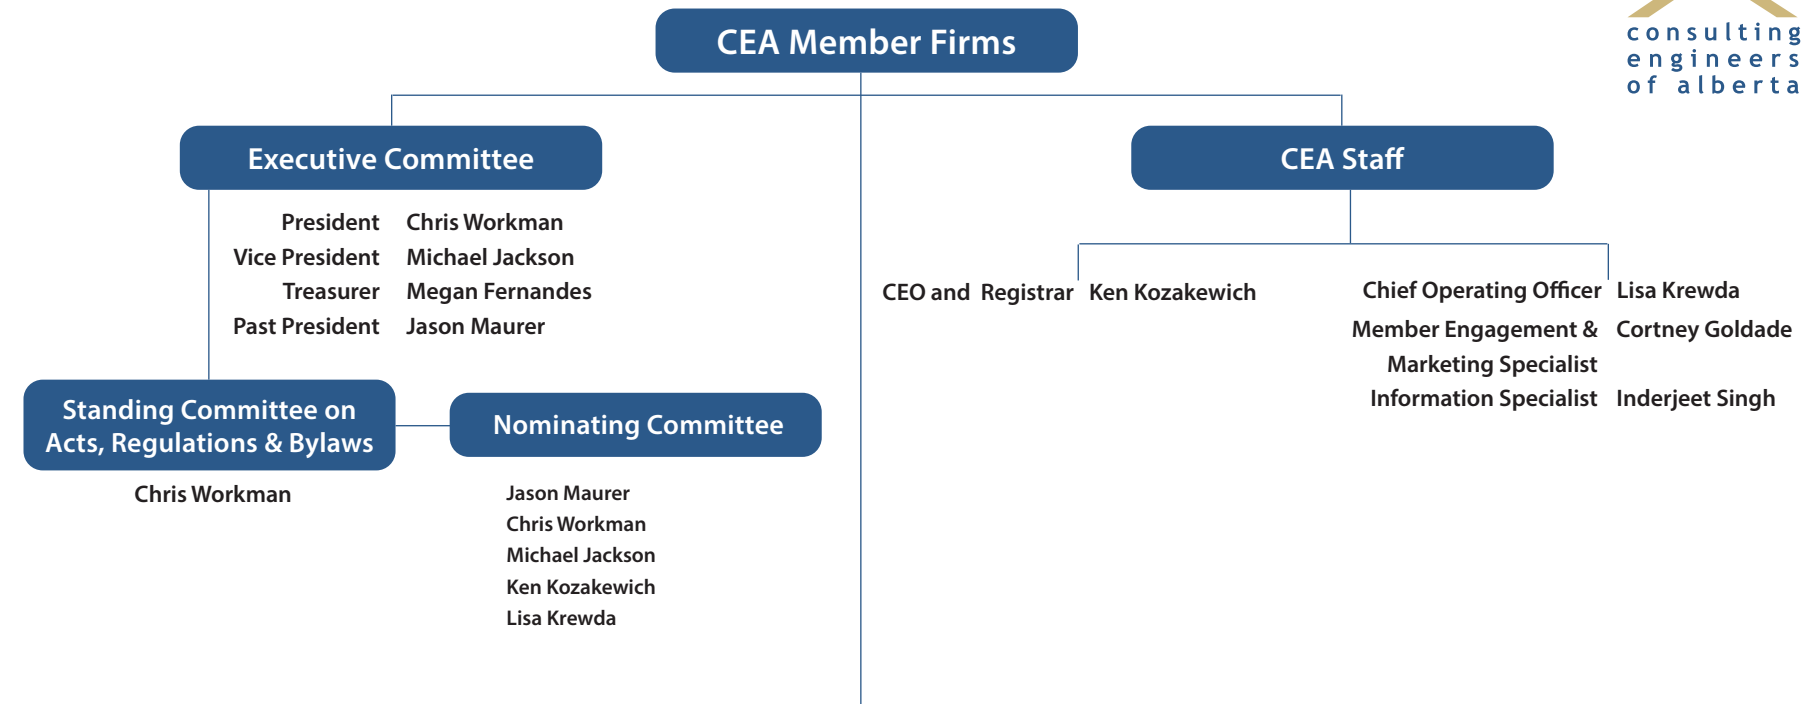 CEA Member Firms
consulting
engineers
of alberta
Executive Committee
President Chris Workman
Vice President Michael Jackson
Treasurer Megan Fernandes
Past President Jason Maurer
CEA Staff
CEO and Registrar Ken Kozakewich
Chief Operating Officer Lisa Krewda
Member Engagement & Cortney Goldade
Marketing Specialist
Information Specialist Inderjeet Singh
Standing Committee on
Acts, Regulations & Bylaws
Chris Workman
Nominating Committee
Jason Maurer
Chris Workman
Michael Jackson
Ken Kozakewich
Lisa Krewda